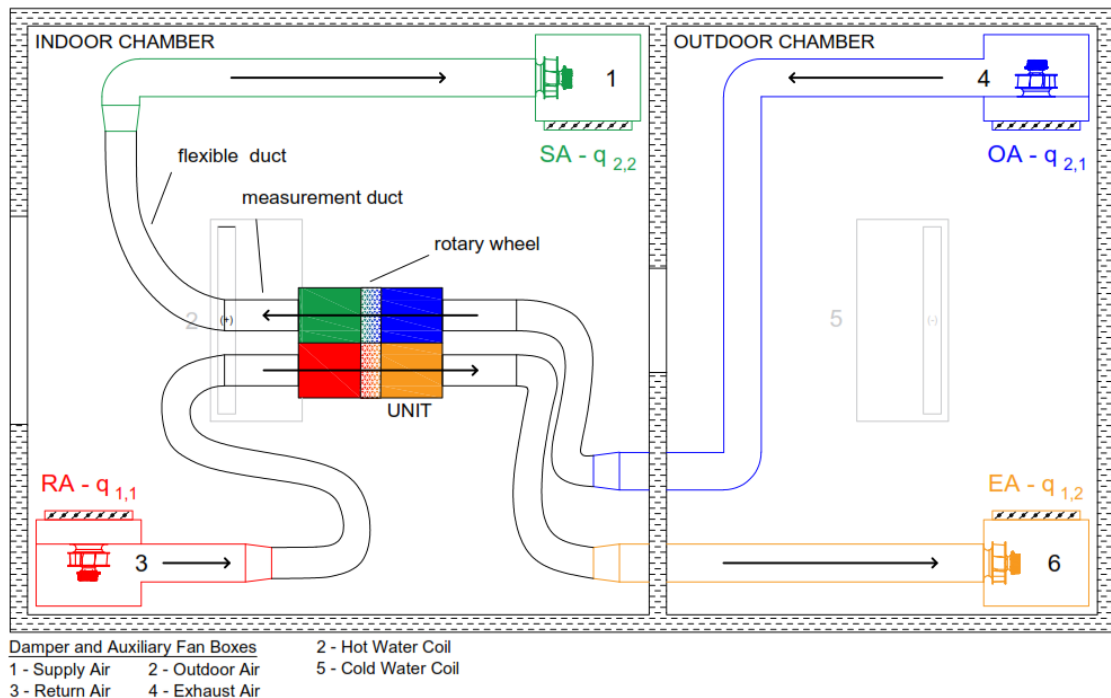 INDOOR CHAMBER
OUTDOOR CHAMBER
1
4
flexible duct
SA - q 2,2
OA - q 2,1
measurement duct
rotary wheel
2
(+)
5
(-)
UNIT
RA - q 1,1
EA - q 1,2
3
6
Damper and Auxiliary Fan Boxes
2 - Hot Water Coil
1 - Supply Air
2 - Outdoor Air
5 - Cold Water Coil
3 - Return Air
4 - Exhaust Air